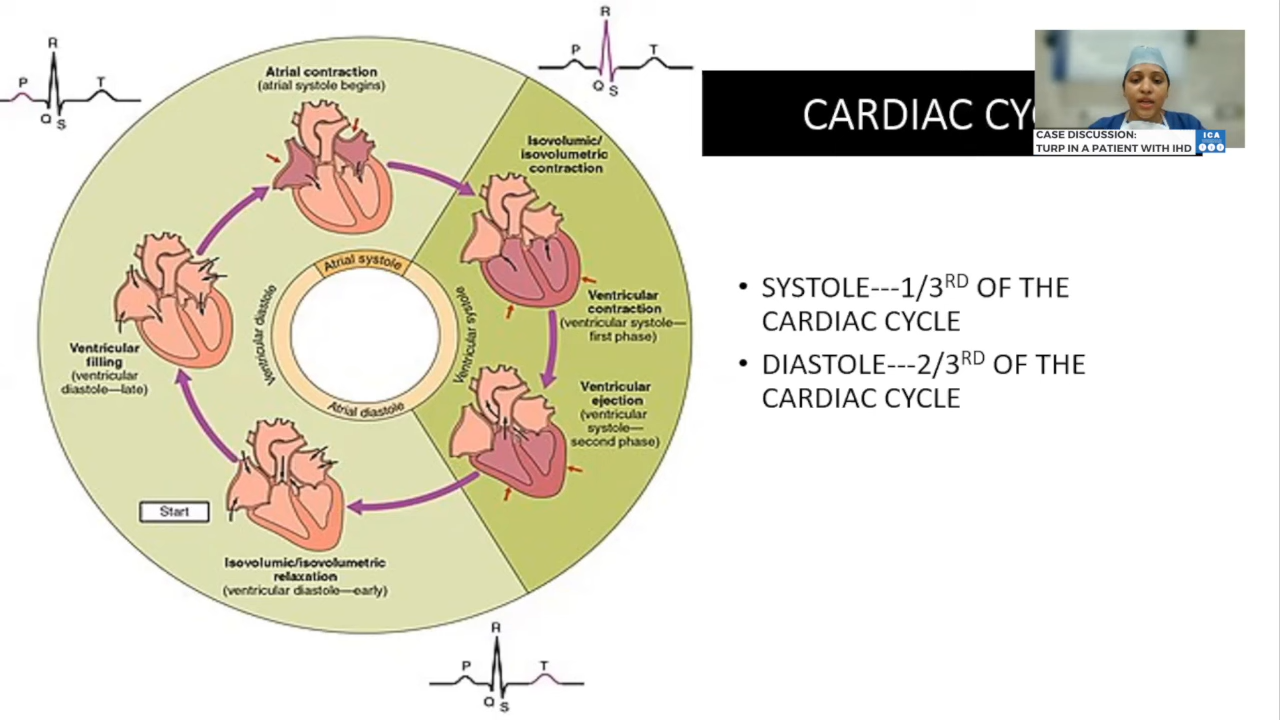 R
P
T
Q
S
R
P
T
Q
S
Atrial contraction
(atrial systole begins)
Isovolumic/
isovolumetric
contraction
Ventricular
contraction
(ventricular systole—
first phase)
Ventricular
ejection
(ventricular
systole—
second phase)
Isovolumic/isovolumetric
relaxation
(ventricular diastole—early)
Start
Ventricular
filling
(ventricular
diastole—late)
Atrial systole
Ventricular systole
Atrial diastole
Ventricular diastole
R
P
T
Q
S
CARDIAC CY
CASE DISCUSSION:
TURP IN A PATIENT WITH IHD
ICA
• SYSTOLE---1/3RD OF THE
CARDIAC CYCLE
• DIASTOLE---2/3RD OF THE
CARDIAC CYCLE